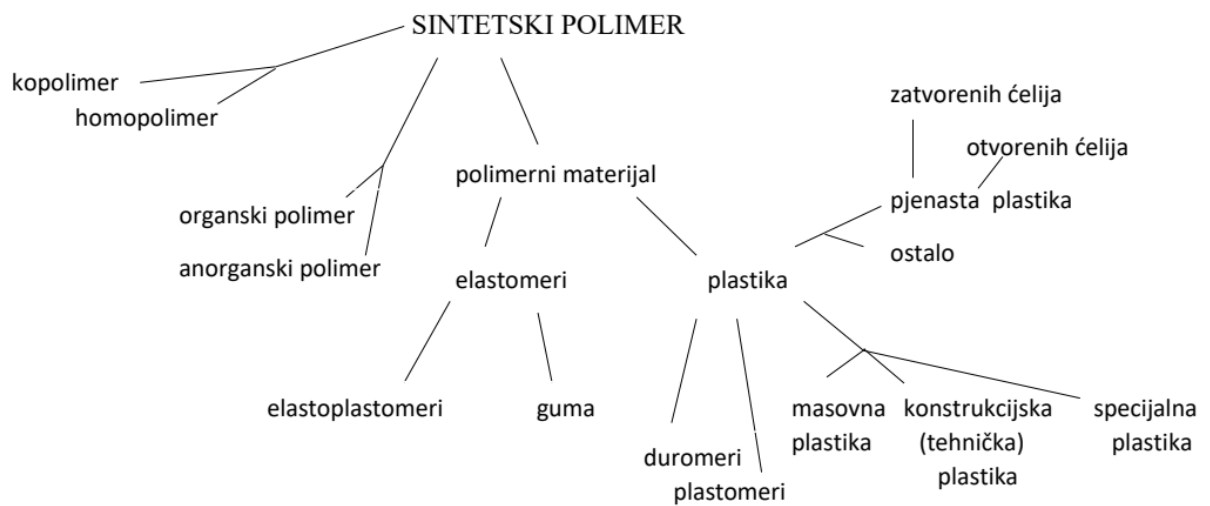 SINTETSKI POLIMER
kopolimer
homopolimer
zatvorenih ćelija
otvorenih ćelija
polimerni materijal
pjenasta plastika
organski polimer
ostalo
anorganski polimer
elastomeri
plastika
elastoplastomeri
guma
masovna
plastika
konstrukcijska
(tehnička)
plastika
specijalna
plastika
duromeri
plastomeri